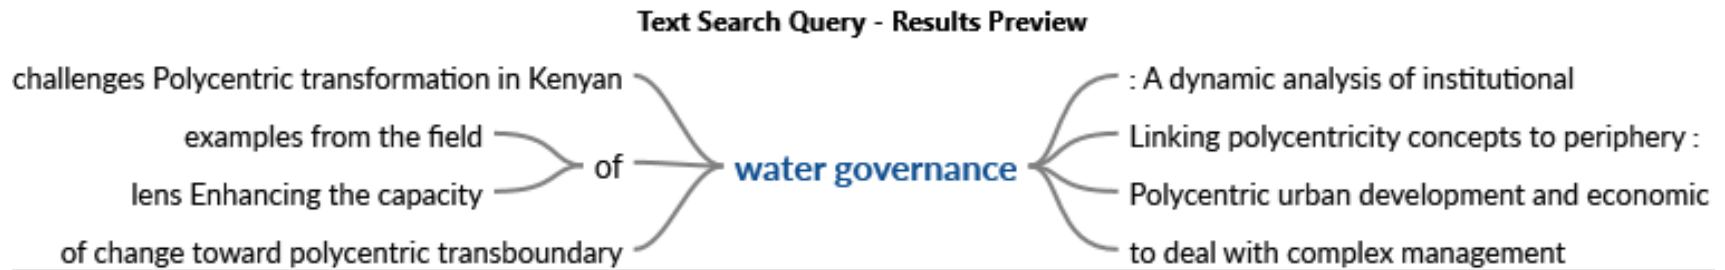 Text Search Query - Results Preview
challenges Polycentric transformation in Kenyan
examples from the field
lens Enhancing the capacity
of
of change toward polycentric transboundary
water governance
: A dynamic analysis of institutional
Linking polycentricity concepts to periphery :
Polycentric urban development and economic
to deal with complex management